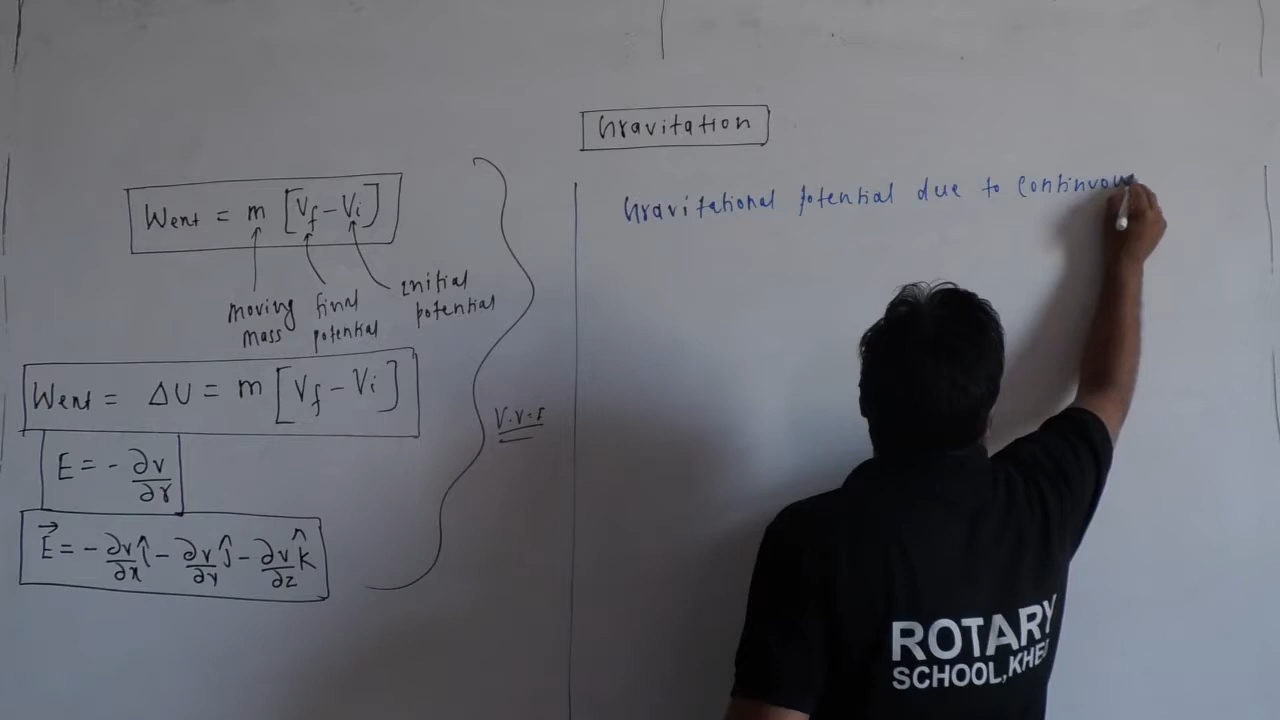 Gravitation
Went = m [Vf - Vi]
moving mass
final potential
initial potential
Went = ΔU = m [Vf - Vi]
E = - ∂v/∂r
E⃗ = - ∂v/∂x î - ∂v/∂y ĵ - ∂v/∂z k̂
Gravitational potential due to continuous
ROTARY
SCHOOL,